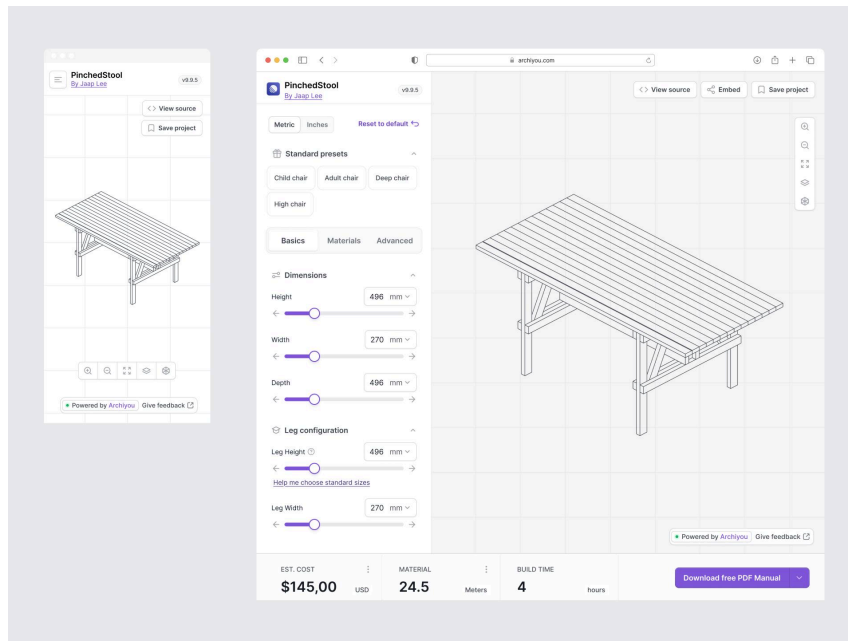 PinchedStool
By Jaap Lee
v9.9.5
View source
Save project
Powered by Archiyou
Give feedback
archiyou.com
PinchedStool
By Jaap Lee
v9.9.5
View source
Embed
Save project
Metric
Inches
Reset to default
Standard presets
Child chair
Adult chair
Deep chair
High chair
Basics
Materials
Advanced
Dimensions
Height
496 mm
Width
270 mm
Depth
496 mm
Leg configuration
Leg Height
496 mm
Help me choose standard sizes
Leg Width
270 mm
Powered by Archiyou
Give feedback
EST. COST
$145,00 USD
MATERIAL
24.5 Meters
BUILD TIME
4 hours
Download free PDF Manual